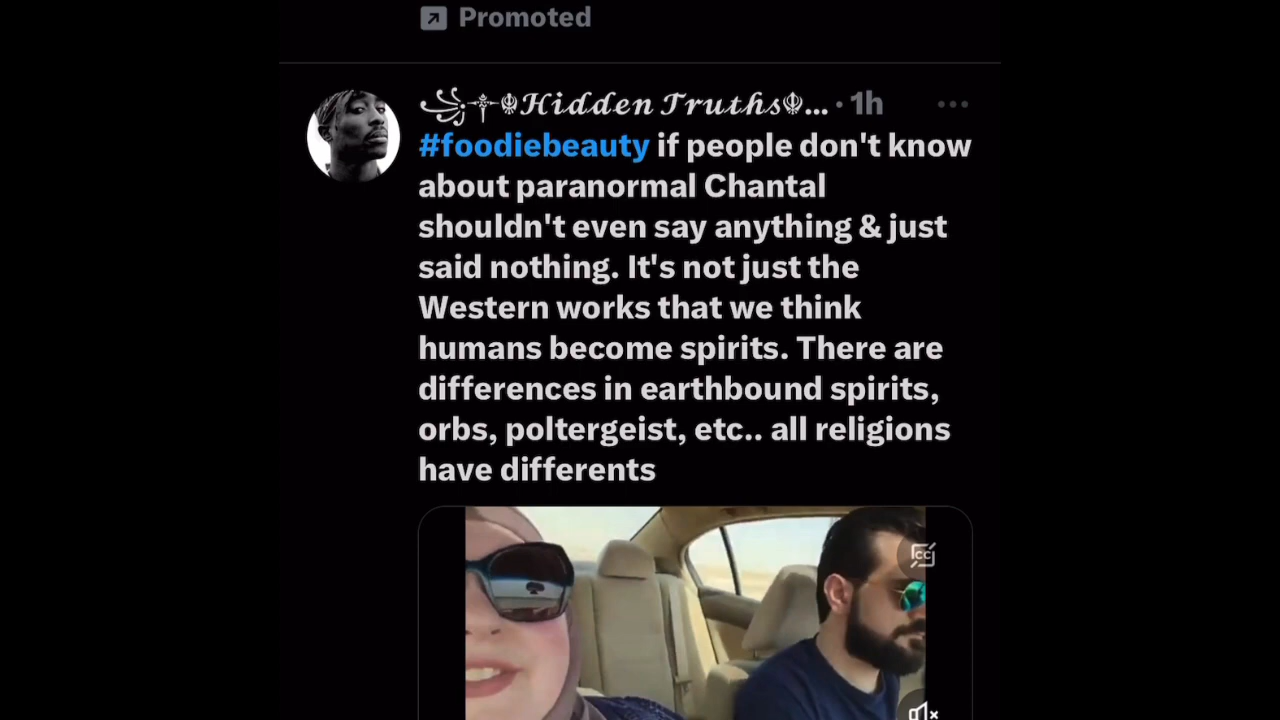 Promoted
꧁༒☬𝓗𝓲𝓭𝓭𝓮𝓷 𝓣𝓻𝓾𝓽𝓱𝓼☬... · 1h
#foodiebeauty if people don't know
about paranormal Chantal
shouldn't even say anything & just
said nothing. It's not just the
Western works that we think
humans become spirits. There are
differences in earthbound spirits,
orbs, poltergeist, etc.. all religions
have differents
CC